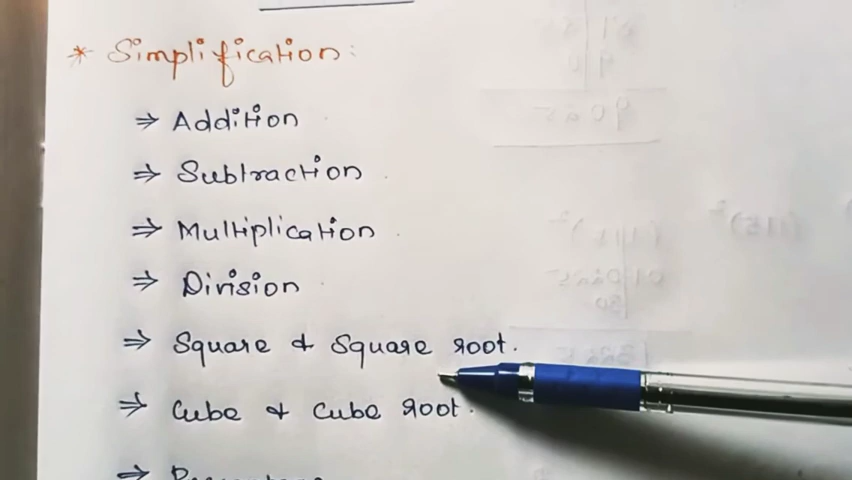 * Simplification:
⇒ Addition
⇒ Subtraction
⇒ Multiplication
⇒ Division
⇒ Square & Square root.
⇒ Cube & Cube root.